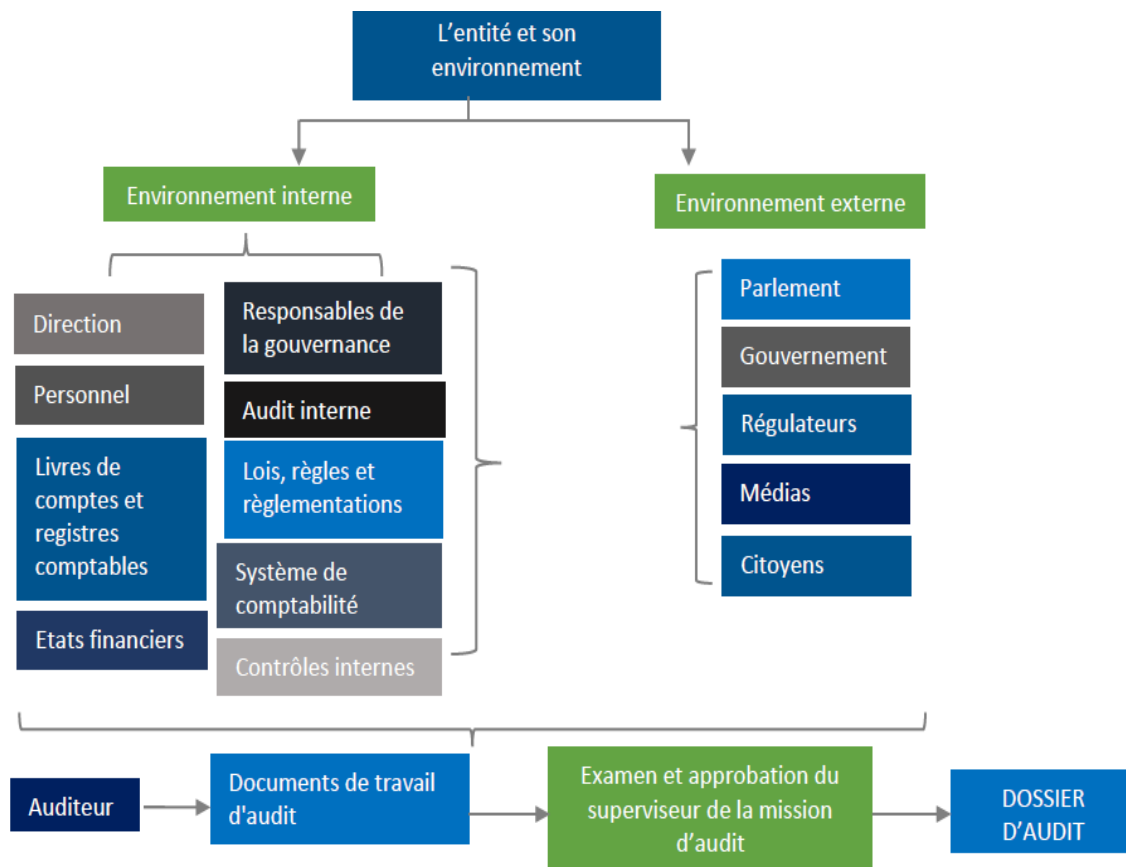 L'entité et son
environnement
Environnement interne
Environnement externe
Direction
Personnel
Livres de
comptes et
registres
comptables
Etats financiers
Responsables de
la gouvernance
Audit interne
Lois, règles et
règlementations
Système de
comptabilité
Contrôles internes
Parlement
Gouvernement
Régulateurs
Médias
Citoyens
Auditeur
Documents de travail
d'audit
Examen et approbation du
superviseur de la mission
d'audit
DOSSIER
D'AUDIT